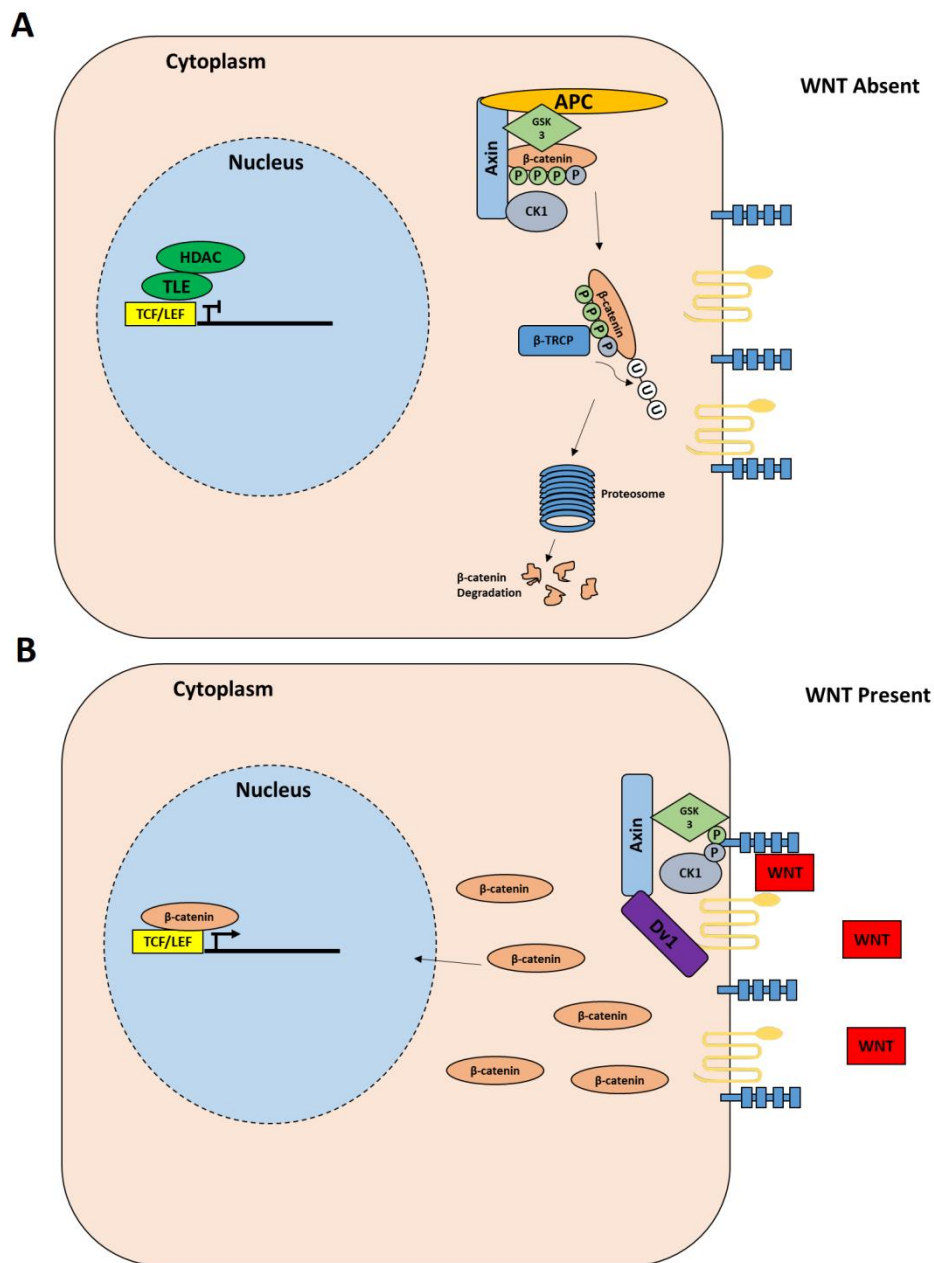 A
Cytoplasm
WNT Absent
APC
GSK
3
Axin
β-catenin
P P P P
CK1
Nucleus
HDAC
TLE
TCF/LEF
β-catenin
P
P
P
P
β-TRCP
U
U
U
Proteosome
β-catenin
Degradation
B
Cytoplasm
WNT Present
Nucleus
Axin
GSK
3
P
P
CK1
WNT
β-catenin
β-catenin
TCF/LEF
Dv1
WNT
β-catenin
β-catenin
WNT
β-catenin
β-catenin